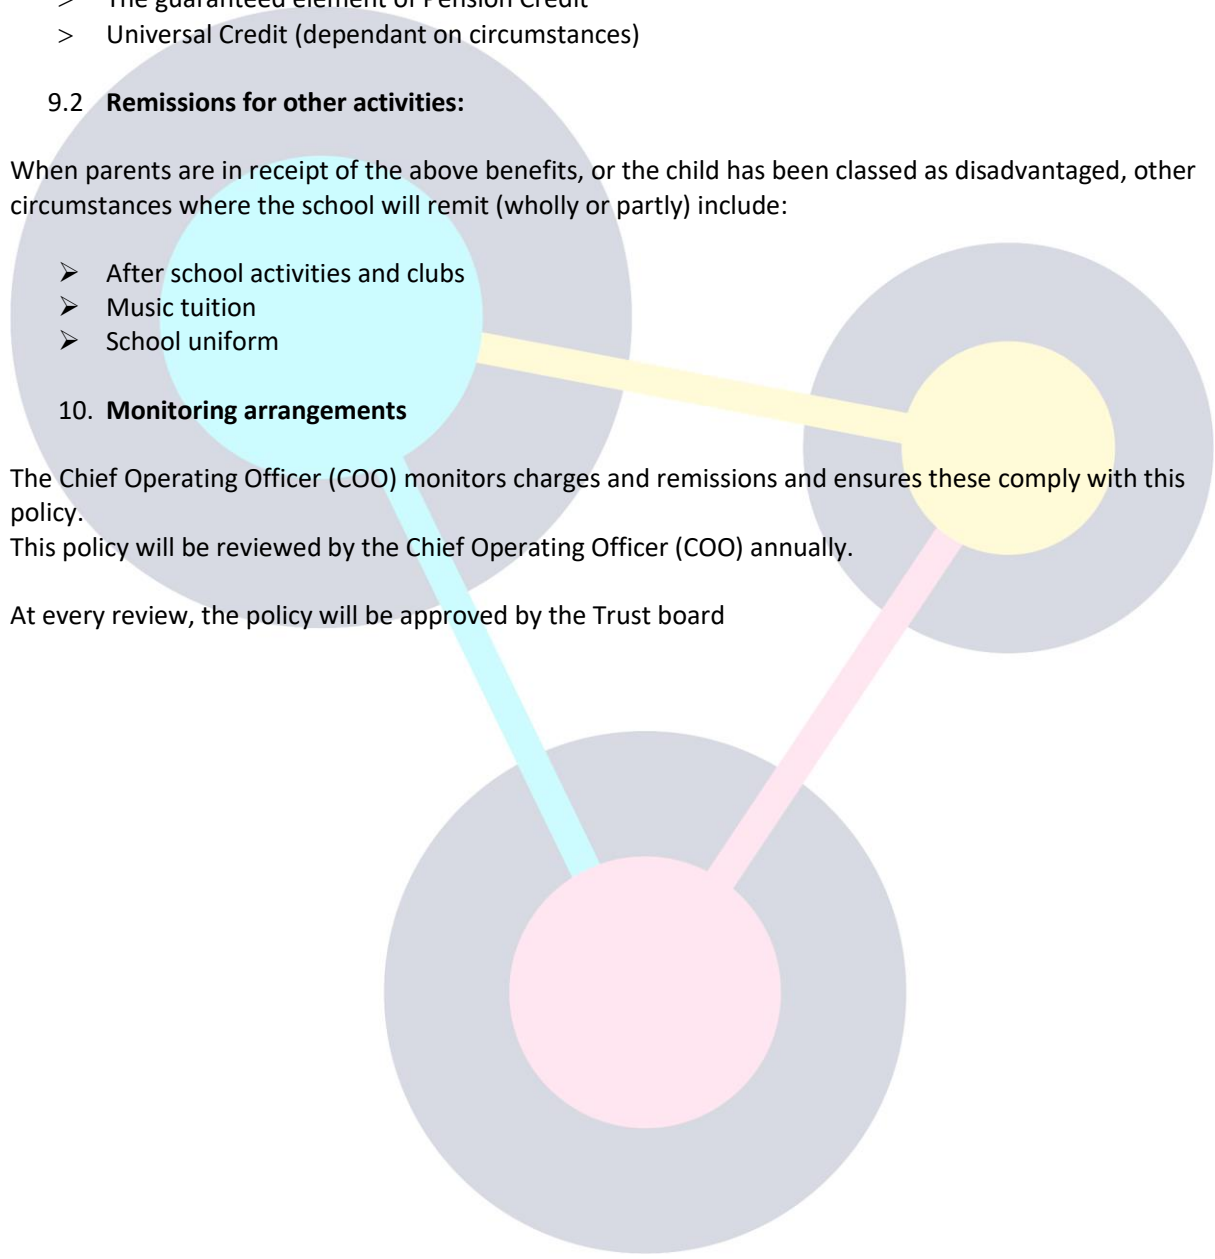 > The guaranteed element of Pension Credit
> Universal Credit (dependant on circumstances)
9.2 Remissions for other activities:
When parents are in receipt of the above benefits, or the child has been classed as disadvantaged, other
circumstances where the school will remit (wholly or partly) include:
➢ After school activities and clubs
➢ Music tuition
➢ School uniform
10. Monitoring arrangements
The Chief Operating Officer (COO) monitors charges and remissions and ensures these comply with this
policy.
This policy will be reviewed by the Chief Operating Officer (COO) annually.
At every review, the policy will be approved by the Trust board